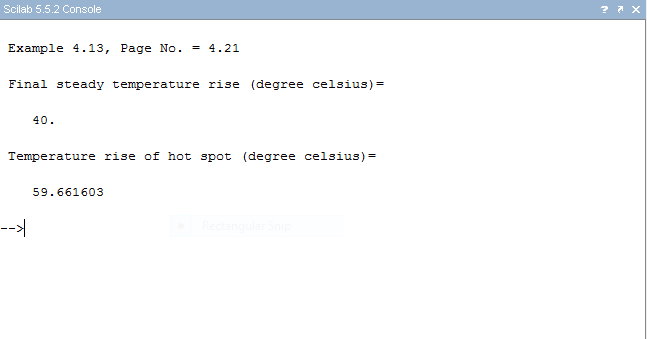 Scilab 5.5.2 Console
Example 4.13, Page No. = 4.21
Final steady temperature rise (degree celsius)=
40.
Temperature rise of hot spot (degree celsius)=
59.661603
-->
Rectangular Snip